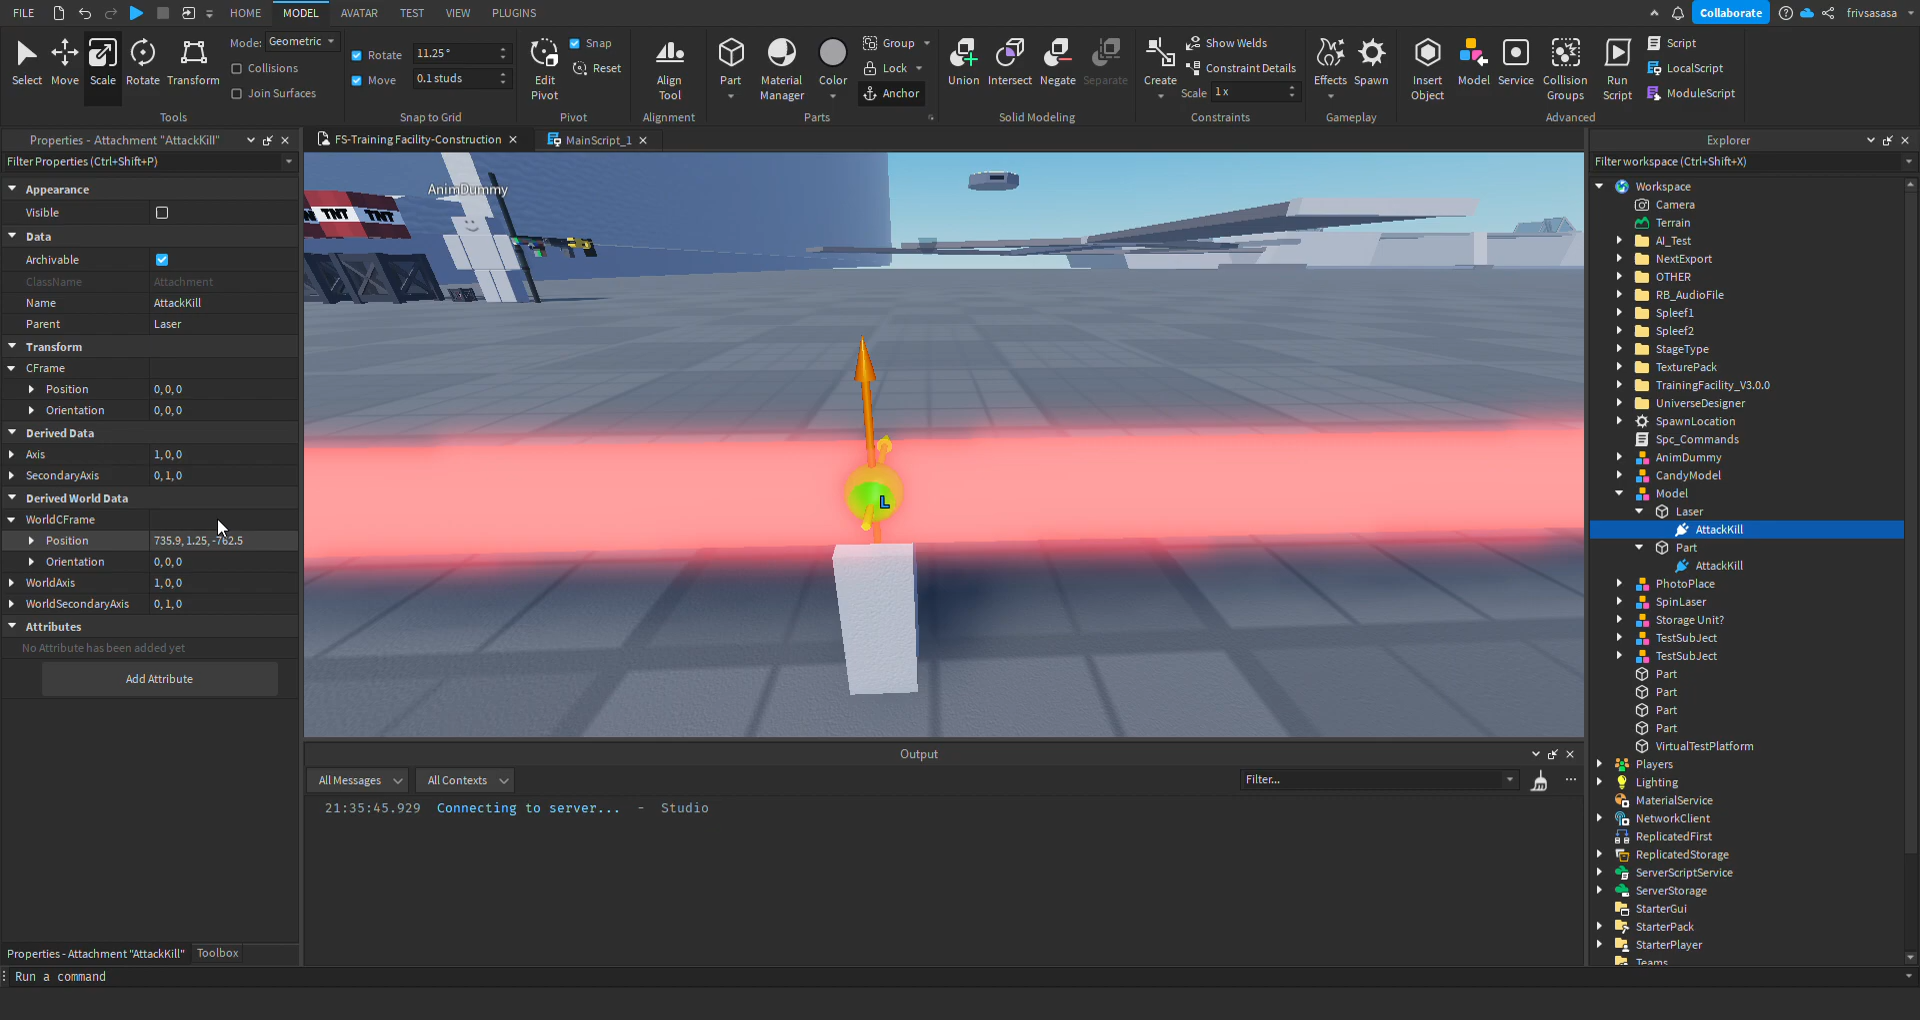 FILE HOME MODEL AVATAR TEST VIEW PLUGINS Collaborate frivsasasa
Select Move Scale Rotate Transform
Mode: Geometric
Collisions
Join Surfaces
Tools
Rotate 11.25 °
Move 0.1 studs
Snap to Grid
Edit
Pivot
Snap
Reset
Pivot
Align
Tool
Alignment
Part
Material
Manager
Color
Group
Lock
Anchor
Parts
Union Intersect Negate Separate
Solid Modeling
Create
Show Welds
Constraint Details
Scale 1 x
Constraints
Effects Spawn
Gameplay
Insert
Object
Model Service
Collision
Groups
Run
Script
Script
LocalScript
ModuleScript
Advanced
Properties - Attachment "AttackKill"
Filter Properties (Ctrl+Shift+P)
Appearance
Visible
Data
Archivable
ClassName Attachment
Name AttackKill
Parent Laser
Transform
CFrame
Position 0, 0, 0
Orientation 0, 0, 0
Derived Data
Axis 1, 0, 0
SecondaryAxis 0, 1, 0
Derived World Data
WorldCFrame
Position 735.9, 1.25, -762.5
Orientation 0, 0, 0
WorldAxis 1, 0, 0
WorldSecondaryAxis 0, 1, 0
Attributes
No Attribute has been added yet
Add Attribute
Properties - Attachment "AttackKill" Toolbox
FS-Training Facility-Construction MainScript_1
AnimDummy
TNT TNT
L
Output
All Messages All Contexts Filter...
21:35:45.929 Connecting to server... - Studio
Explorer
Filter workspace (Ctrl+Shift+X)
Workspace
Camera
Terrain
AI_Test
NextExport
OTHER
RB_AudioFile
Spleef1
Spleef2
StageType
TexturePack
TrainingFacility_V3.0.0
UniverseDesigner
SpawnLocation
Spc_Commands
AnimDummy
CandyModel
Model
Laser
AttackKill
Part
AttackKill
PhotoPlace
SpinLaser
Storage Unit?
TestSubJect
TestSubJect
Part
Part
Part
Part
VirtualTestPlatform
Players
Lighting
MaterialService
NetworkClient
ReplicatedFirst
ReplicatedStorage
ServerScriptService
ServerStorage
StarterGui
StarterPack
StarterPlayer
Teams
Run a command